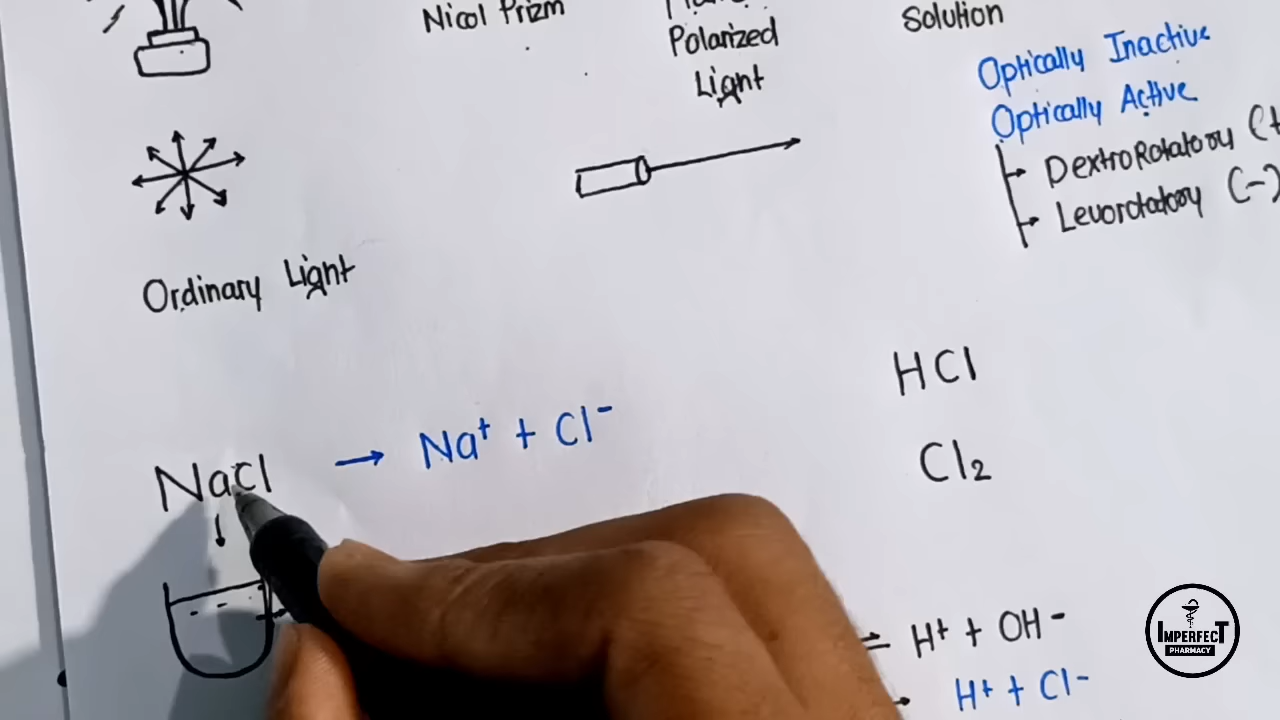 Nicol Prizm
Polarized
Light
Solution
Optically Inactive
Optically Active
DextroRotatory (+
Levorotatory (-)
Ordinary Light
HCl
NaCl → Na⁺ + Cl⁻
Cl₂
⇌ H⁺ + OH⁻
→ H⁺ + Cl⁻
IMPERFECT
PHARMACY